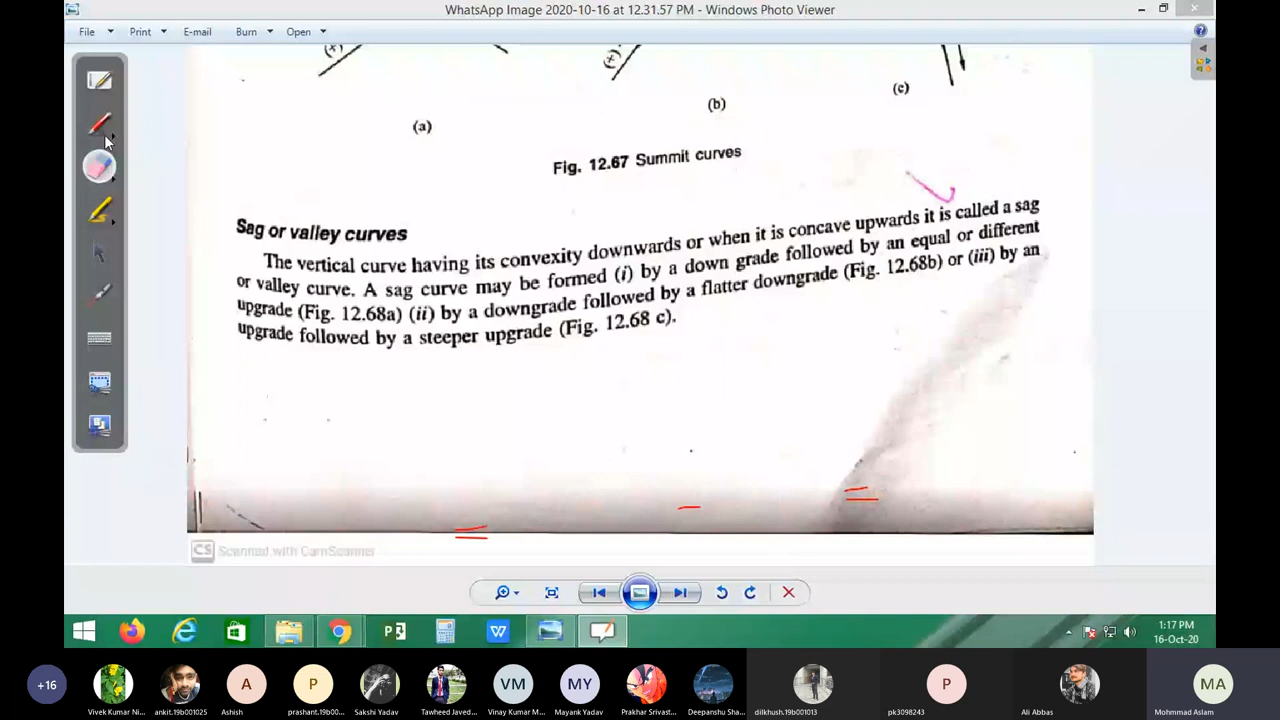 WhatsApp Image 2020-10-16 at 12.31.57 PM - Windows Photo Viewer
File Print E-mail Burn Open
(+) (+)
(c)
(b)
(a)
Fig. 12.67 Summit curves
Sag or valley curves
The vertical curve having its convexity downwards or when it is concave upwards it is called a sag
or valley curve. A sag curve may be formed (i) by a down grade followed by an equal or different
upgrade (Fig. 12.68a) (ii) by a downgrade followed by a flatter downgrade (Fig. 12.68b) or (iii) by an
upgrade followed by a steeper upgrade (Fig. 12.68 c).
CS Scanned with CamScanner
1:17 PM
16-Oct-20
+16 A P VM MY P MA
Vivek Kumar Ni... ankit.19b001025 Ashish prashant.19b00... Sakshi Yadav Tawheed Javed... Vinay Kumar M... Mayank Yadav Prakhar Srivast... Deepanshu Sha... dilkhush.19b001013 pk3098243 Ali Abbas Mohmmad Aslam